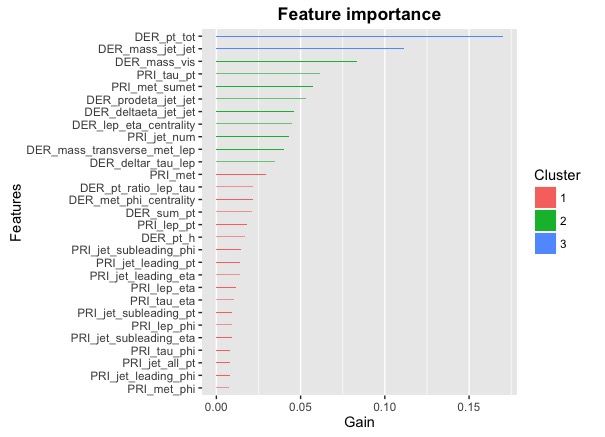 Feature importance
Features
DER_pt_tot
DER_mass_jet_jet
DER_mass_vis
PRI_tau_pt
PRI_met_sumet
DER_prodeta_jet_jet
DER_deltaeta_jet_jet
DER_lep_eta_centrality
PRI_jet_num
DER_mass_transverse_met_lep
DER_deltar_tau_lep
PRI_met
DER_pt_ratio_lep_tau
DER_met_phi_centrality
DER_sum_pt
PRI_lep_pt
DER_pt_h
PRI_jet_subleading_phi
PRI_jet_leading_pt
PRI_jet_leading_eta
PRI_lep_eta
PRI_tau_eta
PRI_jet_subleading_pt
PRI_lep_phi
PRI_jet_subleading_eta
PRI_tau_phi
PRI_jet_all_pt
PRI_jet_leading_phi
PRI_met_phi
0.00 0.05 0.10 0.15
Gain
Cluster
1
2
3